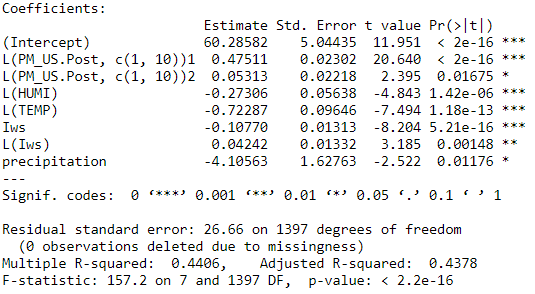 Coefficients:
Estimate Std. Error t value Pr(>|t|)
(Intercept) 60.28582 5.04435 11.951 < 2e-16 ***
L(PM_US.Post, c(1, 10))1 0.47511 0.02302 20.640 < 2e-16 ***
L(PM_US.Post, c(1, 10))2 0.05313 0.02218 2.395 0.01675 *
L(HUMI) -0.27306 0.05638 -4.843 1.42e-06 ***
L(TEMP) -0.72287 0.09646 -7.494 1.18e-13 ***
Iws -0.10770 0.01313 -8.204 5.21e-16 ***
L(Iws) 0.04242 0.01332 3.185 0.00148 **
precipitation -4.10563 1.62763 -2.522 0.01176 *
---
Signif. codes: 0 ‘***’ 0.001 ‘**’ 0.01 ‘*’ 0.05 ‘.’ 0.1 ‘ ’ 1
Residual standard error: 26.66 on 1397 degrees of freedom
(0 observations deleted due to missingness)
Multiple R-squared: 0.4406, Adjusted R-squared: 0.4378
F-statistic: 157.2 on 7 and 1397 DF, p-value: < 2.2e-16